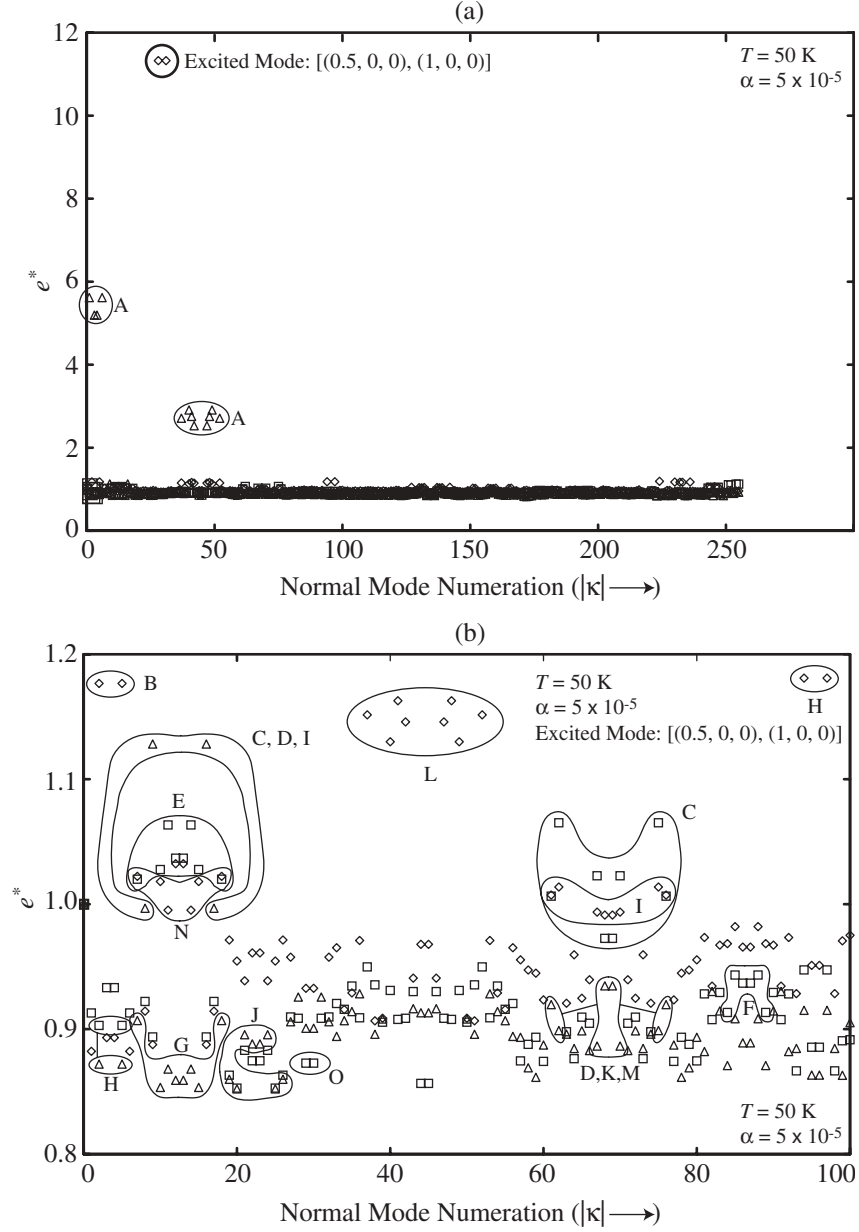 (a)
12
10
8
6
4
2
0
e*
Excited Mode: [(0.5, 0, 0), (1, 0, 0)]
T = 50 K
α = 5 x 10-5
A
A
0 50 100 150 200 250
Normal Mode Numeration (|κ| →)
(b)
1.2
1.1
1.0
0.9
0.8
e*
B
T = 50 K
α = 5 x 10-5
Excited Mode: [(0.5, 0, 0), (1, 0, 0)]
H
C, D, I
L
E
C
I
N
J
F
G
O
H
D,K,M
T = 50 K
α = 5 x 10-5
0 20 40 60 80 100
Normal Mode Numeration (|κ| →)